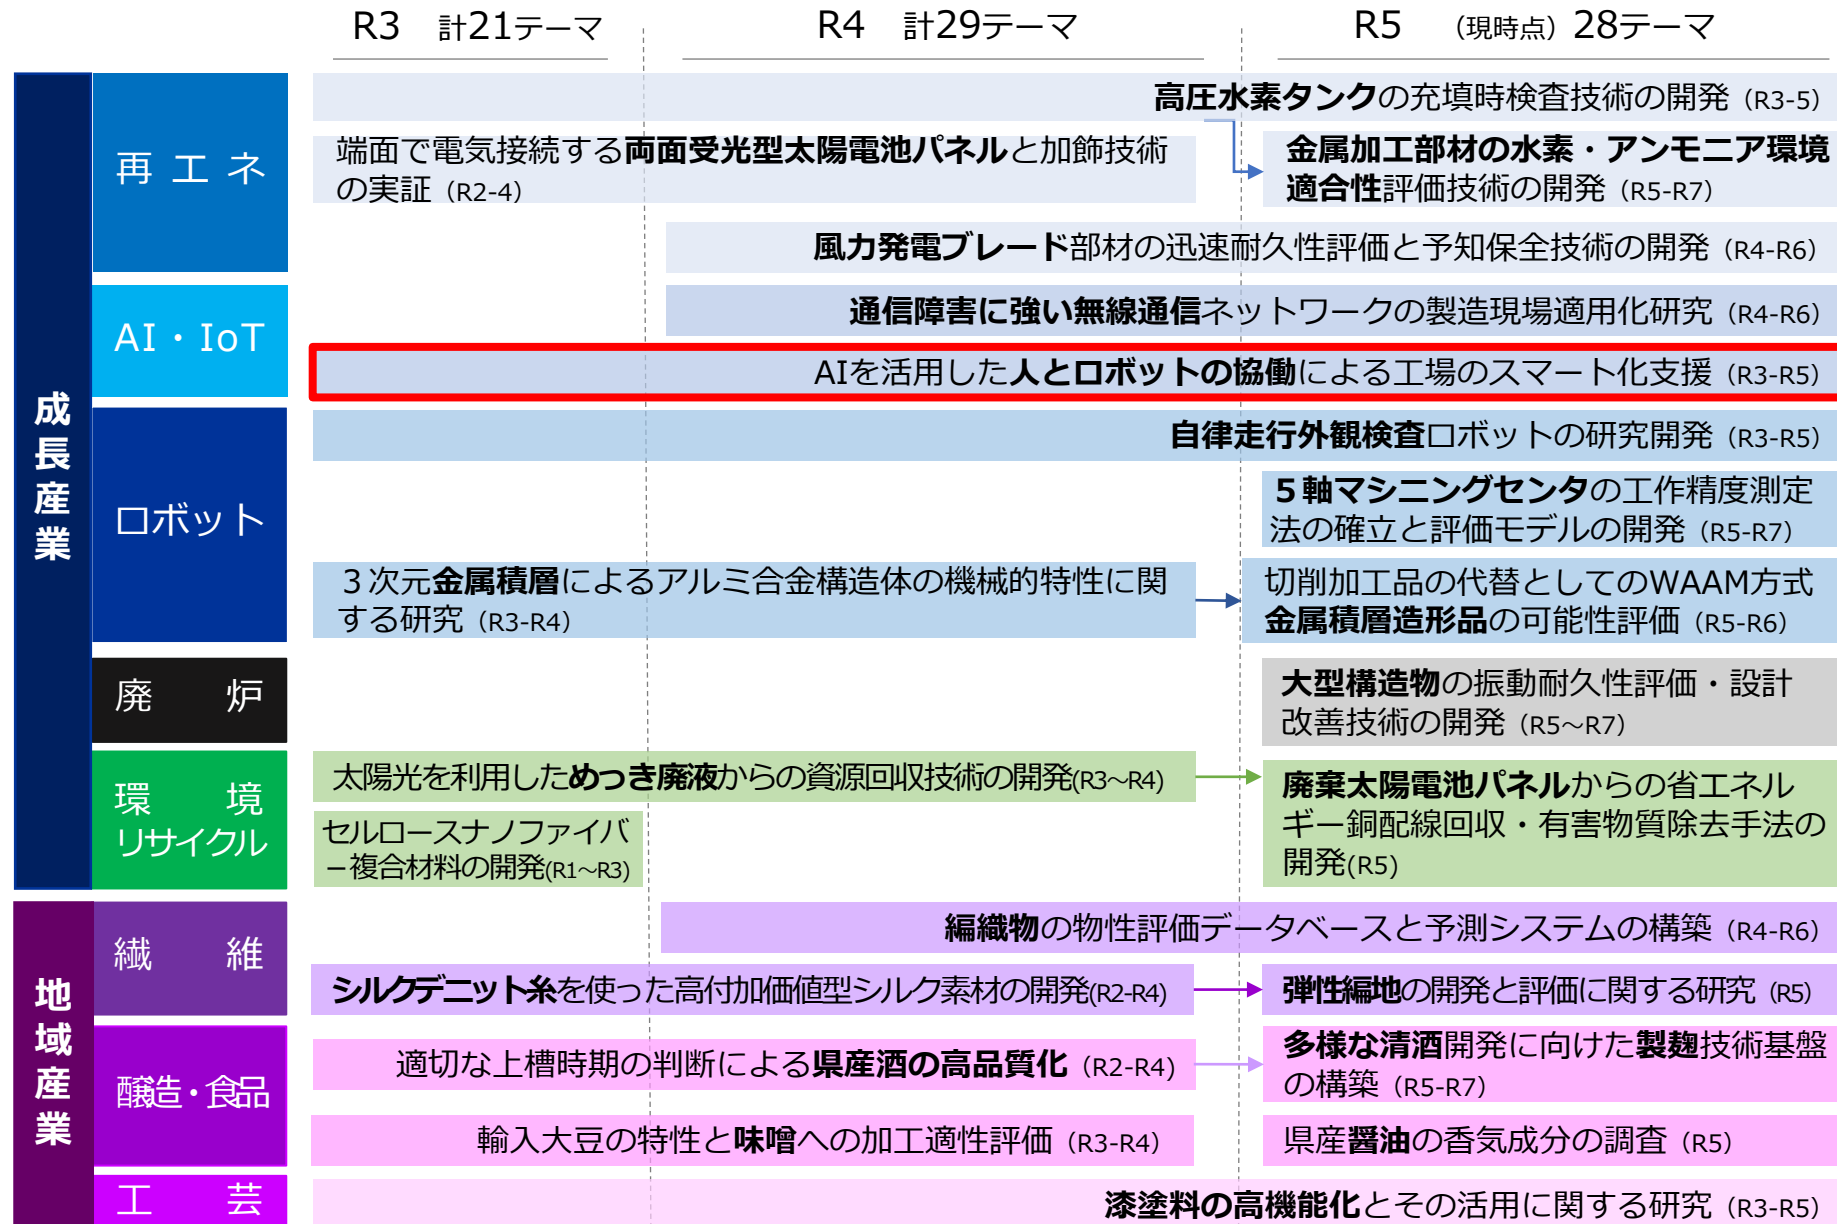 R3　計21テーマ
R4　計29テーマ
R5　（現時点）28テーマ
成長産業
再エネ
高圧水素タンクの充填時検査技術の開発（R3-5）
端面で電気接続する両面受光型太陽電池パネルと加飾技術
の実証（R2-4）
金属加工部材の水素・アンモニア環境
適合性評価技術の開発（R5-R7）
風力発電ブレード部材の迅速耐久性評価と予知保全技術の開発（R4-R6）
AI・IoT
通信障害に強い無線通信ネットワークの製造現場適用化研究（R4-R6）
AIを活用した人とロボットの協働による工場のスマート化支援（R3-R5）
ロボット
自律走行外観検査ロボットの研究開発（R3-R5）
５軸マシニングセンタの工作精度測定
法の確立と評価モデルの開発（R5-R7）
３次元金属積層によるアルミ合金構造体の機械的特性に関
する研究（R3-R4）
切削加工品の代替としてのWAAM方式
金属積層造形品の可能性評価（R5-R6）
廃　炉
大型構造物の振動耐久性評価・設計
改善技術の開発（R5～R7）
環　境
リサイクル
太陽光を利用しためっき廃液からの資源回収技術の開発(R3～R4)
セルロースナノファイバ
－複合材料の開発(R1～R3)
廃棄太陽電池パネルからの省エネル
ギー銅配線回収・有害物質除去手法の
開発(R5)
地域産業
繊　維
編織物の物性評価データベースと予測システムの構築（R4-R6）
シルクデニット糸を使った高付加価値型シルク素材の開発(R2-R4)
弾性編地の開発と評価に関する研究（R5）
醸造・食品
適切な上槽時期の判断による県産酒の高品質化（R2-R4）
多様な清酒開発に向けた製麹技術基盤
の構築（R5-R7）
輸入大豆の特性と味噌への加工適性評価（R3-R4）
県産醤油の香気成分の調査（R5）
工　芸
漆塗料の高機能化とその活用に関する研究（R3-R5）